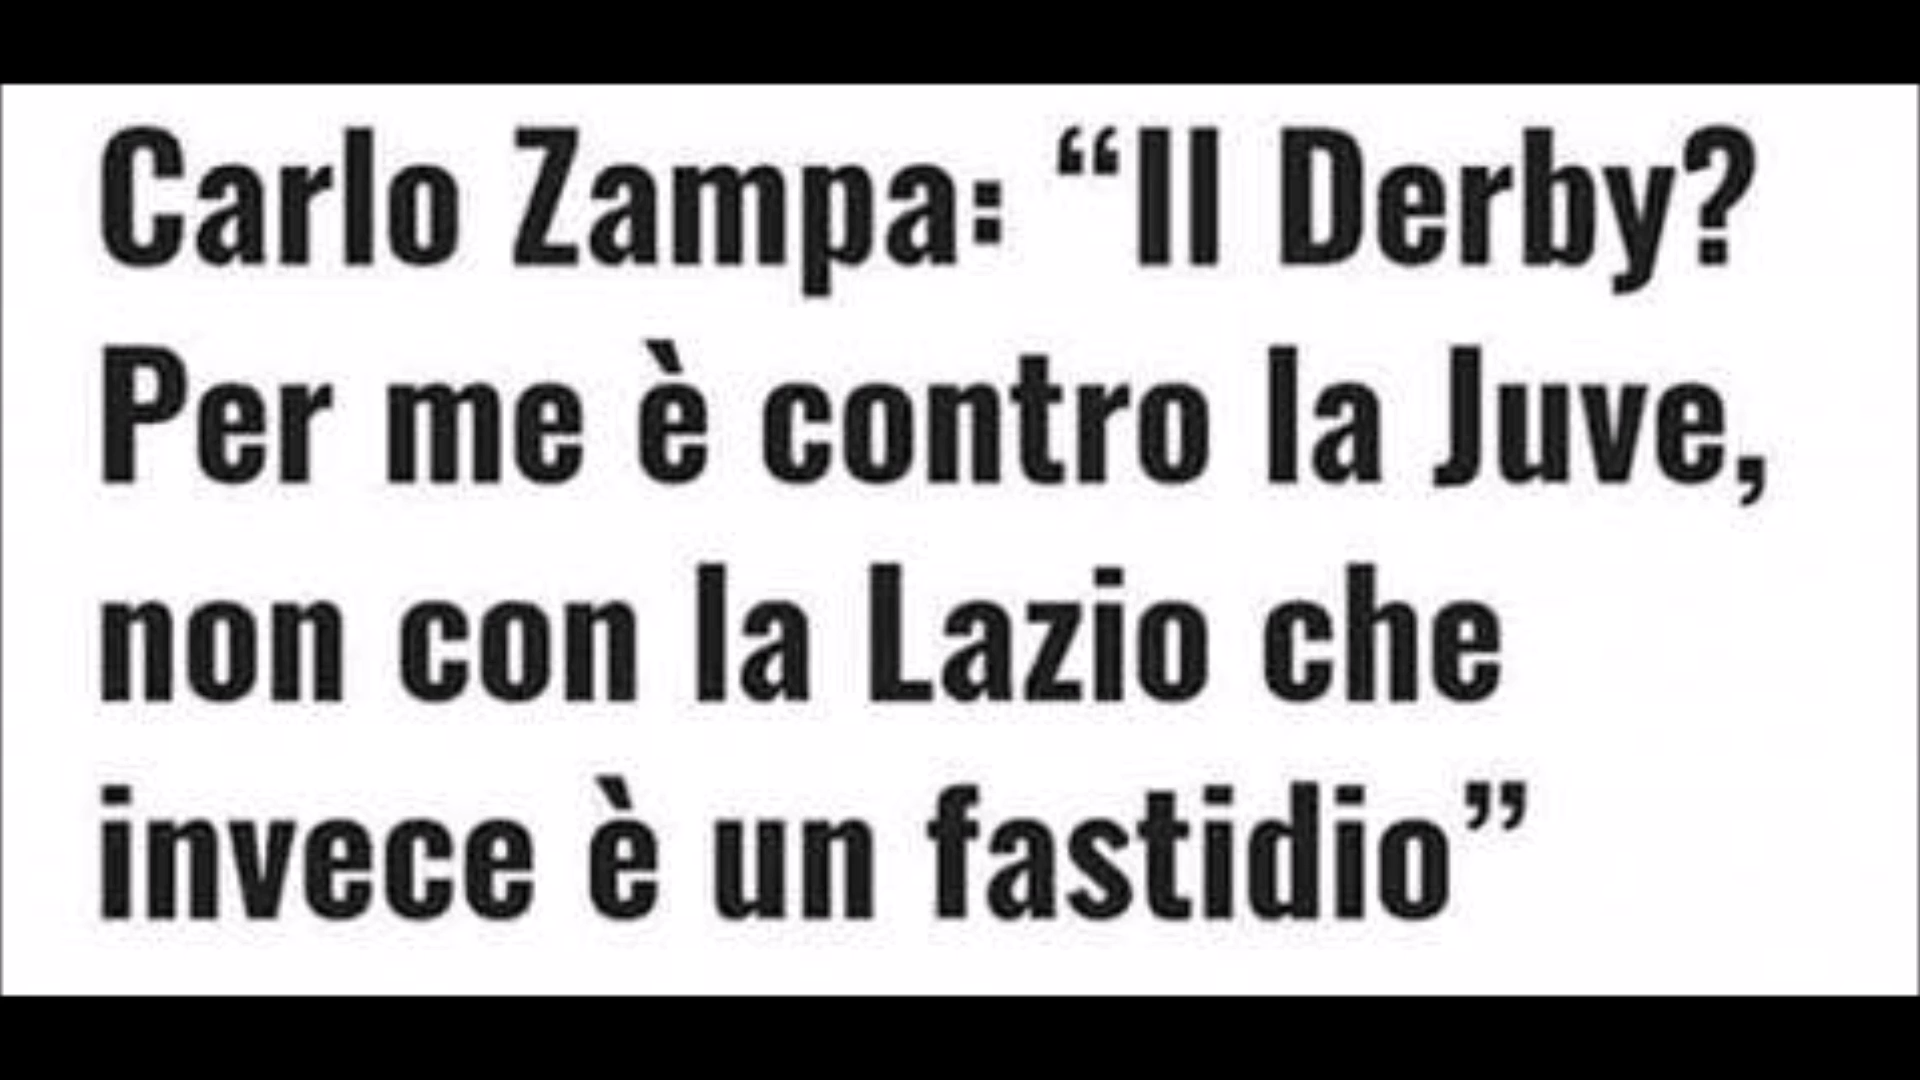 Carlo Zampa: “Il Derby?
Per me è contro la Juve,
non con la Lazio che
invece è un fastidio”